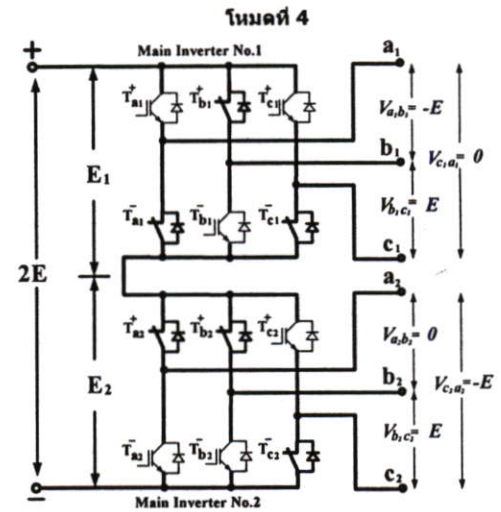 โหมดที่ 4
+
Main Inverter No.1
a1
T+a1
T+b1
T+c1
Va1b1= -E
E1
b1
Vc1a1= 0
T-a1
T-b1
T-c1
Vb1c1= E
c1
2E
a2
T+a2
T+b2
T+c2
Va2b2= 0
E2
b2
Vc2a2=-E
T-a2
T-b2
T-c2
Vb2c2= E
c2
−
Main Inverter No.2